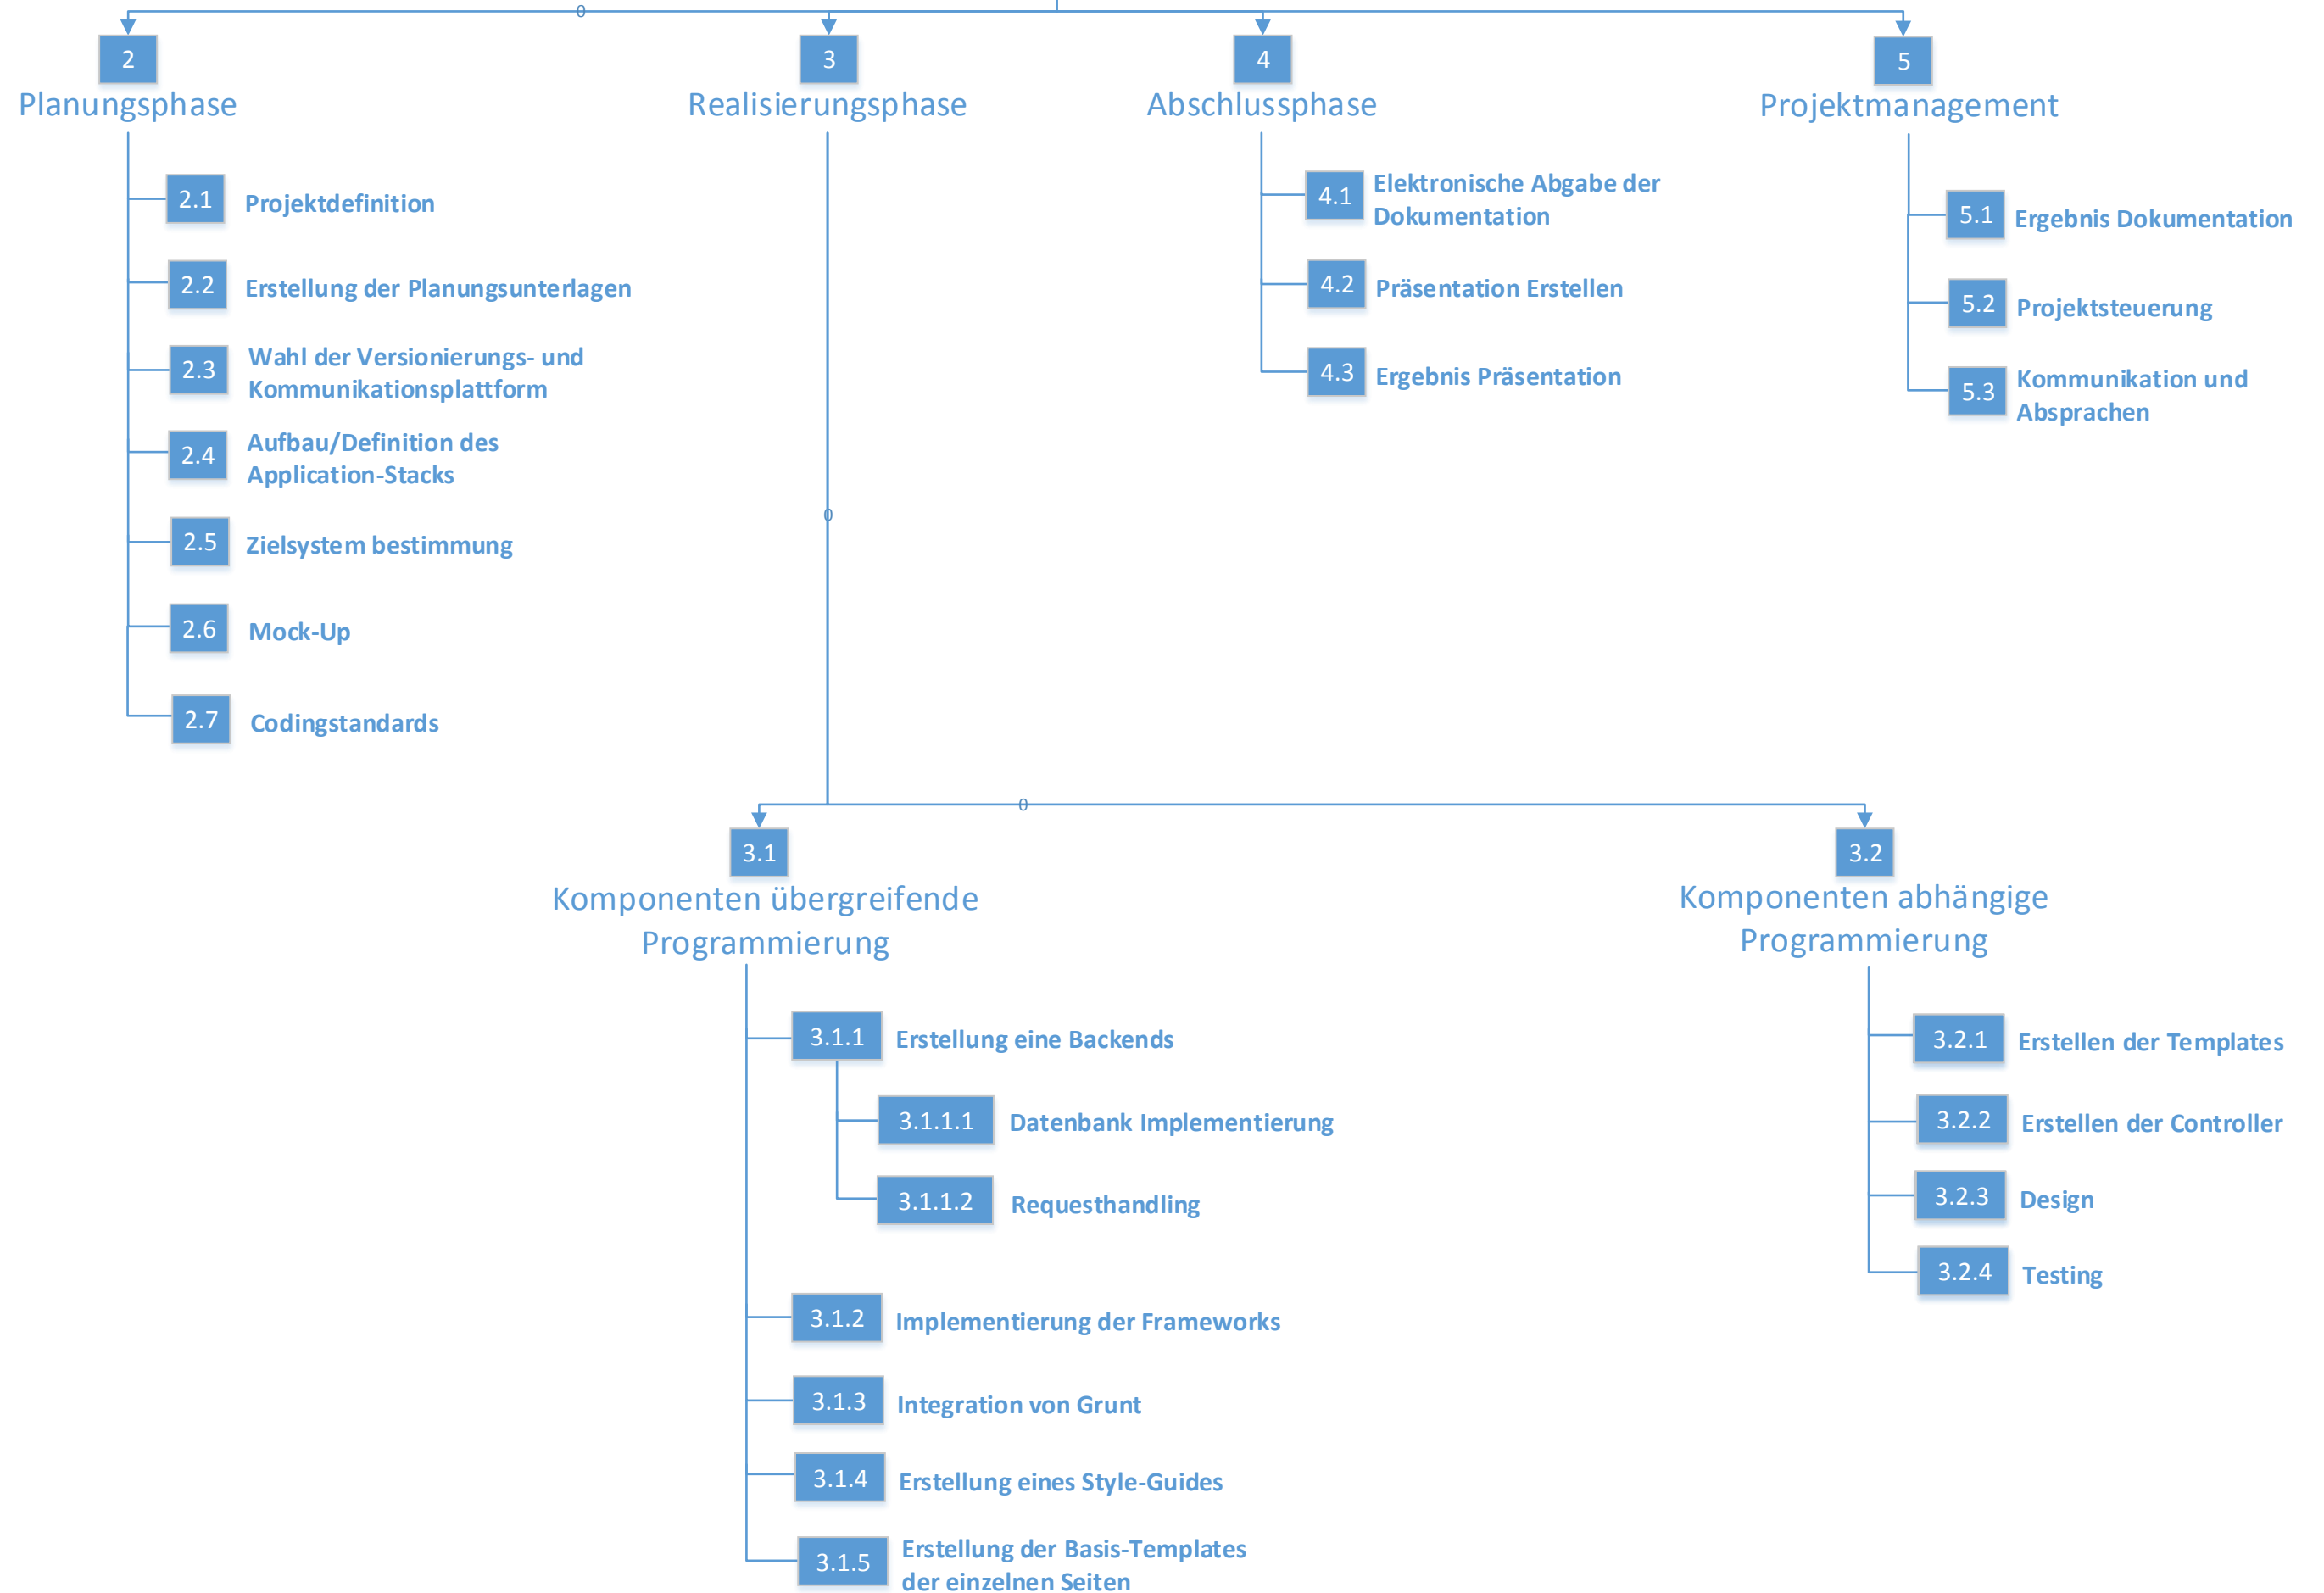 0
2
Planungsphase
2.1
Projektdefinition
2.2
Erstellung der Planungsunterlagen
2.3
Wahl der Versionierungs- und
Kommunikationsplattform
2.4
Aufbau/Definition des
Application-Stacks
2.5
Zielsystem bestimmung
2.6
Mock-Up
2.7
Codingstandards
3
Realisierungsphase
0
4
Abschlussphase
4.1
Elektronische Abgabe der
Dokumentation
4.2
Präsentation Erstellen
4.3
Ergebnis Präsentation
5
Projektmanagement
5.1
Ergebnis Dokumentation
5.2
Projektsteuerung
5.3
Kommunikation und
Absprachen
0
3.1
Komponenten übergreifende
Programmierung
3.1.1
Erstellung eine Backends
3.1.1.1
Datenbank Implementierung
3.1.1.2
Requesthandling
3.1.2
Implementierung der Frameworks
3.1.3
Integration von Grunt
3.1.4
Erstellung eines Style-Guides
3.1.5
Erstellung der Basis-Templates
der einzelnen Seiten
3.2
Komponenten abhängige
Programmierung
3.2.1
Erstellen der Templates
3.2.2
Erstellen der Controller
3.2.3
Design
3.2.4
Testing